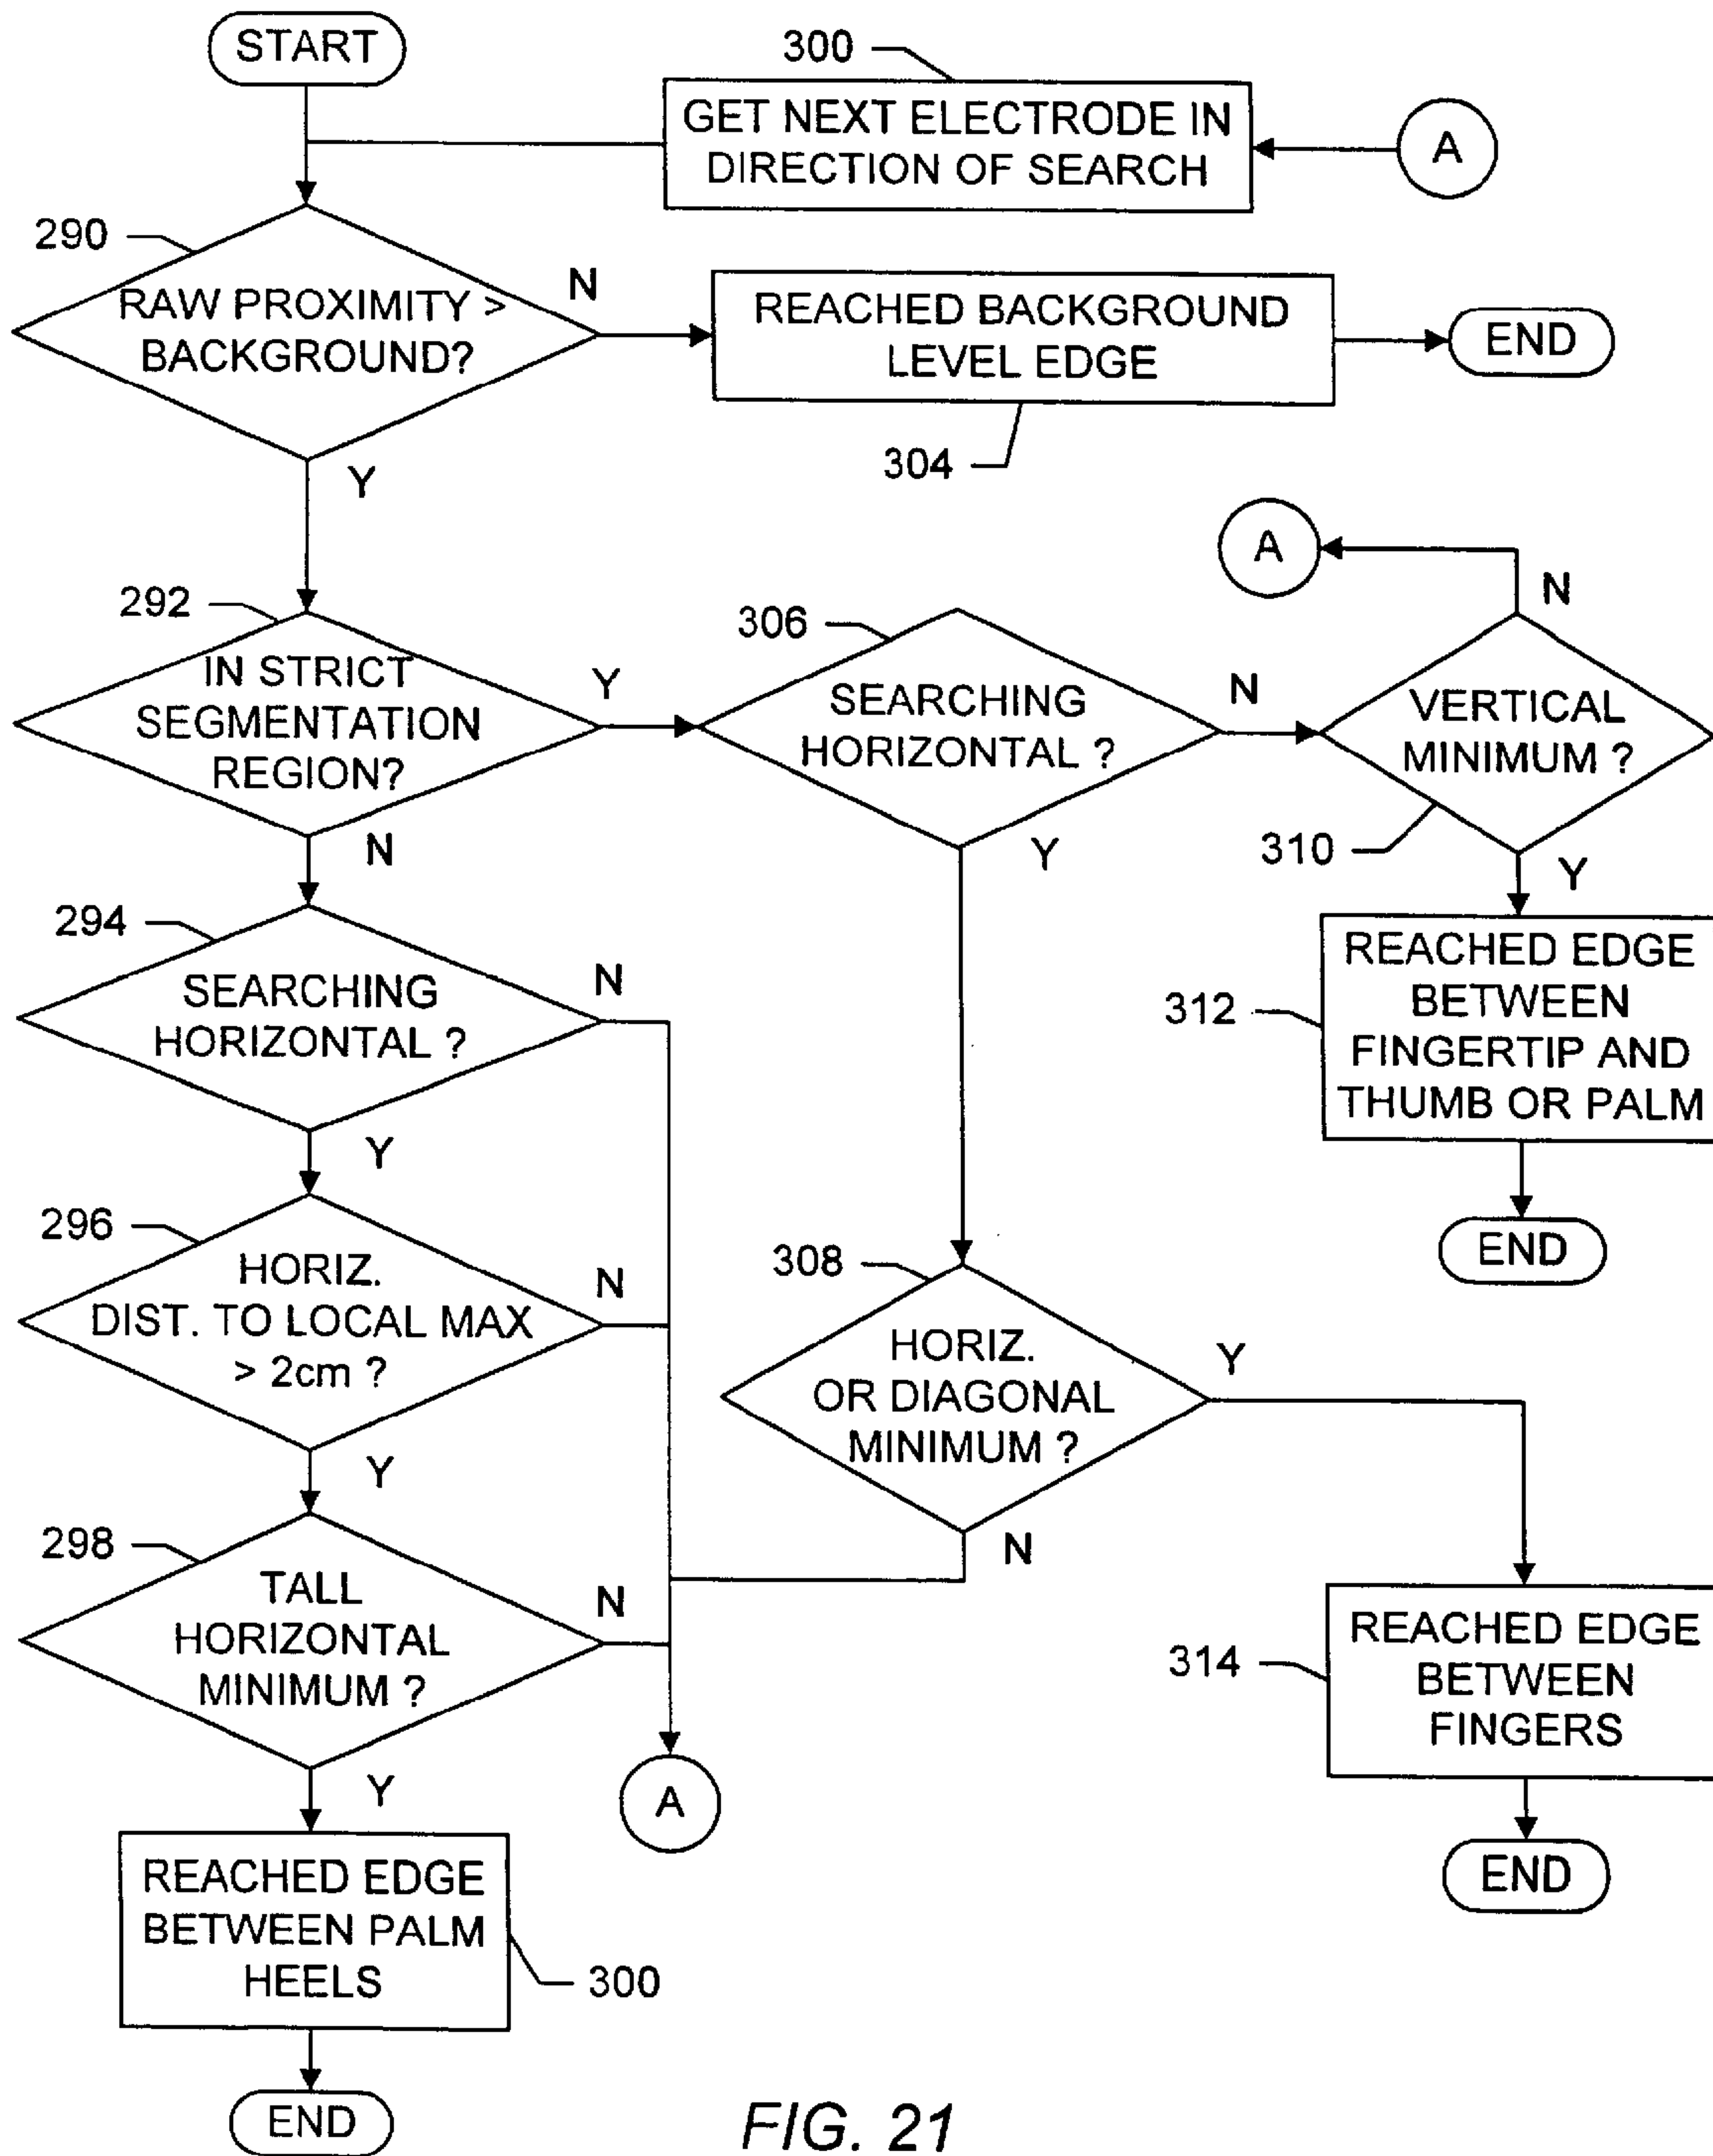 START
300
GET NEXT ELECTRODE IN
DIRECTION OF SEARCH
A
290
RAW PROXIMITY >
BACKGROUND?
N
REACHED BACKGROUND
LEVEL EDGE
END
304
Y
A
N
292
IN STRICT
SEGMENTATION
REGION?
Y
306
SEARCHING
HORIZONTAL ?
N
VERTICAL
MINIMUM ?
310
N
Y
Y
294
SEARCHING
HORIZONTAL ?
N
312
REACHED EDGE
BETWEEN
FINGERTIP AND
THUMB OR PALM
Y
END
296
HORIZ.
DIST. TO LOCAL MAX
> 2cm ?
N
308
HORIZ.
OR DIAGONAL
MINIMUM ?
Y
Y
N
298
TALL
HORIZONTAL
MINIMUM ?
N
314
REACHED EDGE
BETWEEN
FINGERS
Y
A
END
REACHED EDGE
BETWEEN PALM
HEELS
300
END
FIG. 21